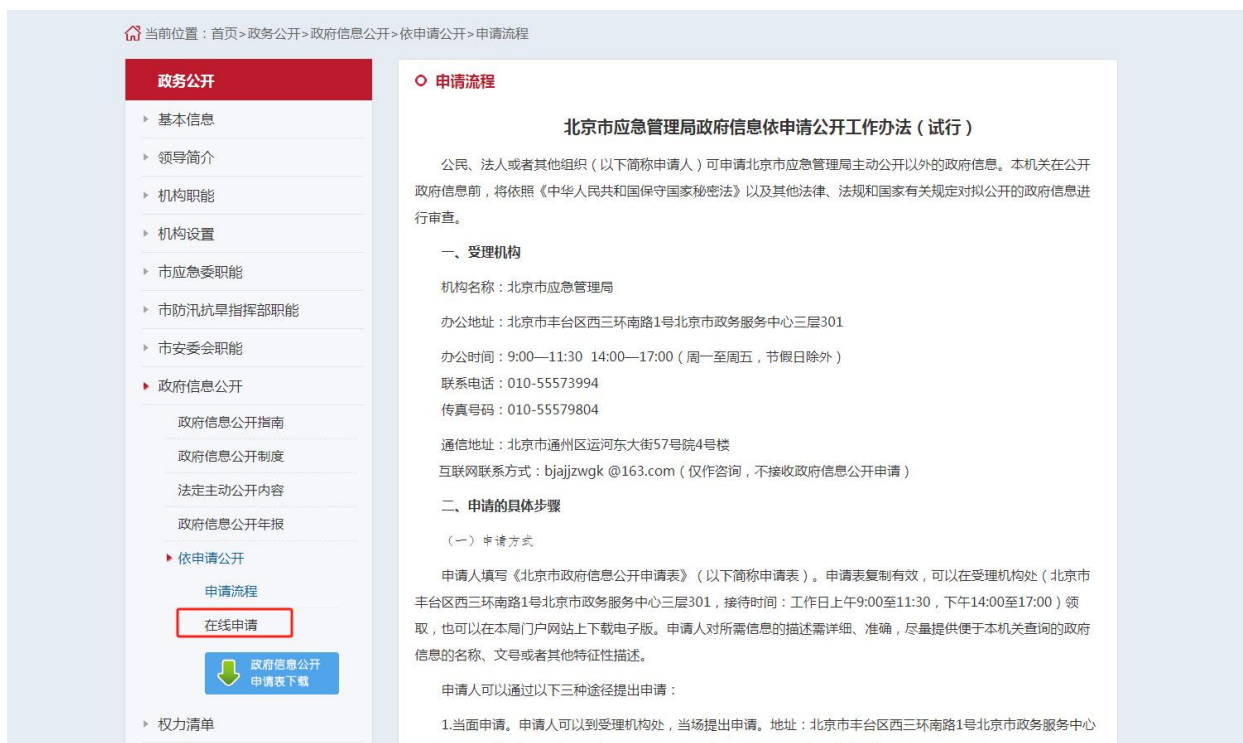 当前位置：首页>政务公开>政府信息公开>依申请公开>申请流程
政务公开
基本信息
领导简介
机构职能
机构设置
市应急委职能
市防汛抗旱指挥部职能
市安委会职能
政府信息公开
政府信息公开指南
政府信息公开制度
法定主动公开内容
政府信息公开年报
依申请公开
申请流程
在线申请
政府信息公开
申请表下载
权力清单
申请流程
北京市应急管理局政府信息依申请公开工作办法（试行）
公民、法人或者其他组织（以下简称申请人）可申请北京市应急管理局主动公开以外的政府信息。本机关在公开
政府信息前，将依照《中华人民共和国保守国家秘密法》以及其他法律、法规和国家有关规定对拟公开的政府信息进
行审查。
一、受理机构
机构名称：北京市应急管理局
办公地址：北京市丰台区西三环南路1号北京市政务服务中心三层301
办公时间：9:00—11:30 14:00—17:00（周一至周五，节假日除外）
联系电话：010-55573994
传真号码：010-55579804
通信地址：北京市通州区运河东大街57号院4号楼
互联网联系方式：bjajjzwgk @163.com（仅作咨询，不接收政府信息公开申请）
二、申请的具体步骤
（一）申请方式
申请人填写《北京市政府信息公开申请表》（以下简称申请表）。申请表复制有效，可以在受理机构处（北京市
丰台区西三环南路1号北京市政务服务中心三层301，接待时间：工作日上午9:00至11:30，下午14:00至17:00）领
取，也可以在本局门户网站上下载电子版。申请人对所需信息的描述需详细、准确，尽量提供便于本机关查询的政府
信息的名称、文号或者其他特征性描述。
申请人可以通过以下三种途径提出申请：
1.当面申请。申请人可以到受理机构处，当场提出申请。地址：北京市丰台区西三环南路1号北京市政务服务中心